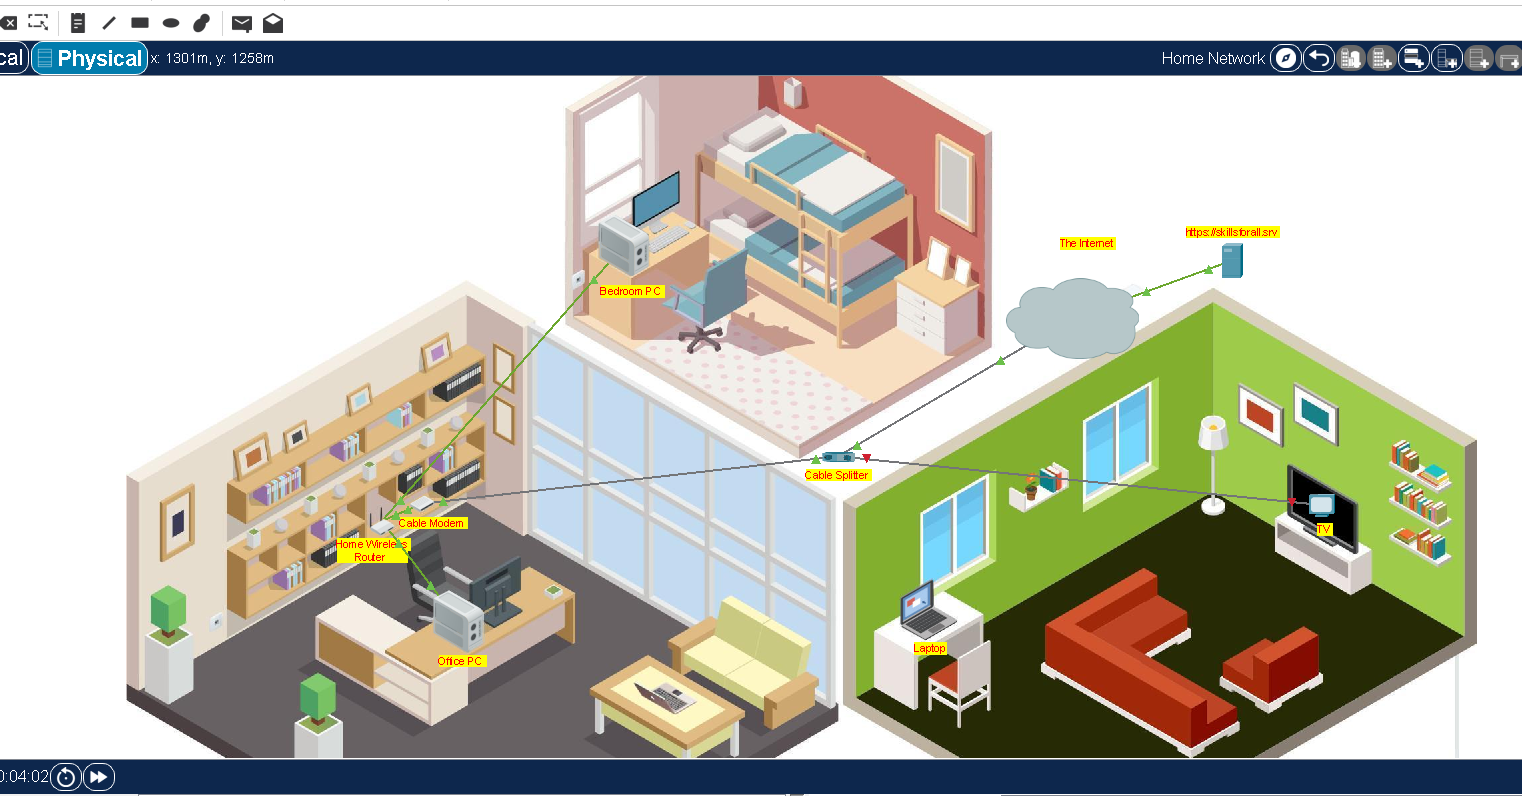 cal
Physical
x: 1301m, y: 1258m
Home Network
https://skillsforall.srv
The Internet
Bedroom PC
Cable Splitter
Cable Modem
Home Wireless
Router
TV
Laptop
Office PC
0:04:02